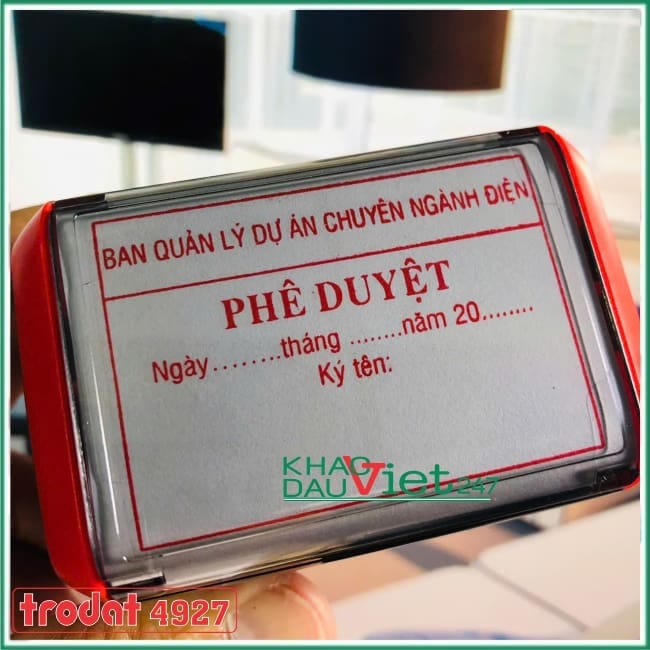 BAN QUẢN LÝ DỰ ÁN CHUYÊN NGÀNH ĐIỆN
PHÊ DUYỆT
Ngày........tháng ........năm 20........
Ký tên:
KHAC
DAU Việt 247
trodat 4927